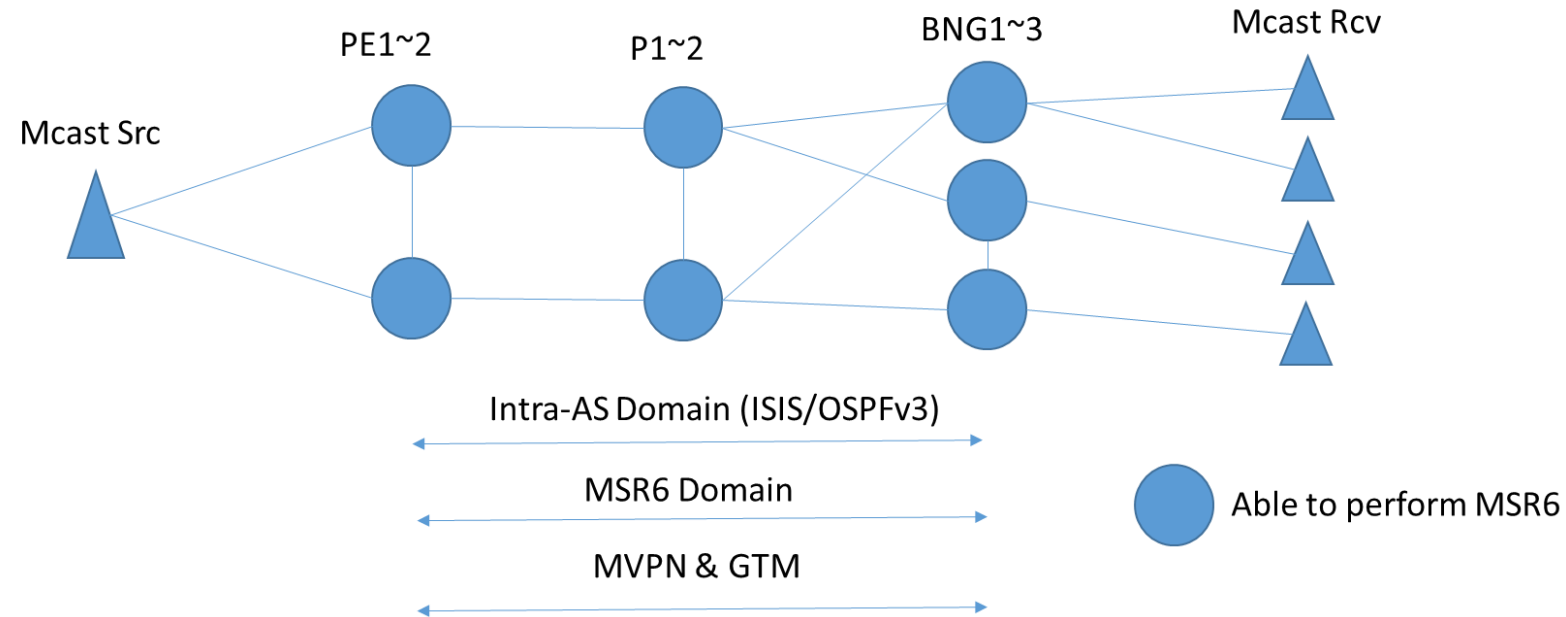 Mcast Src
PE1~2
P1~2
BNG1~3
Mcast Rcv
Intra-AS Domain (ISIS/OSPFv3)
MSR6 Domain
MVPN & GTM
Able to perform MSR6